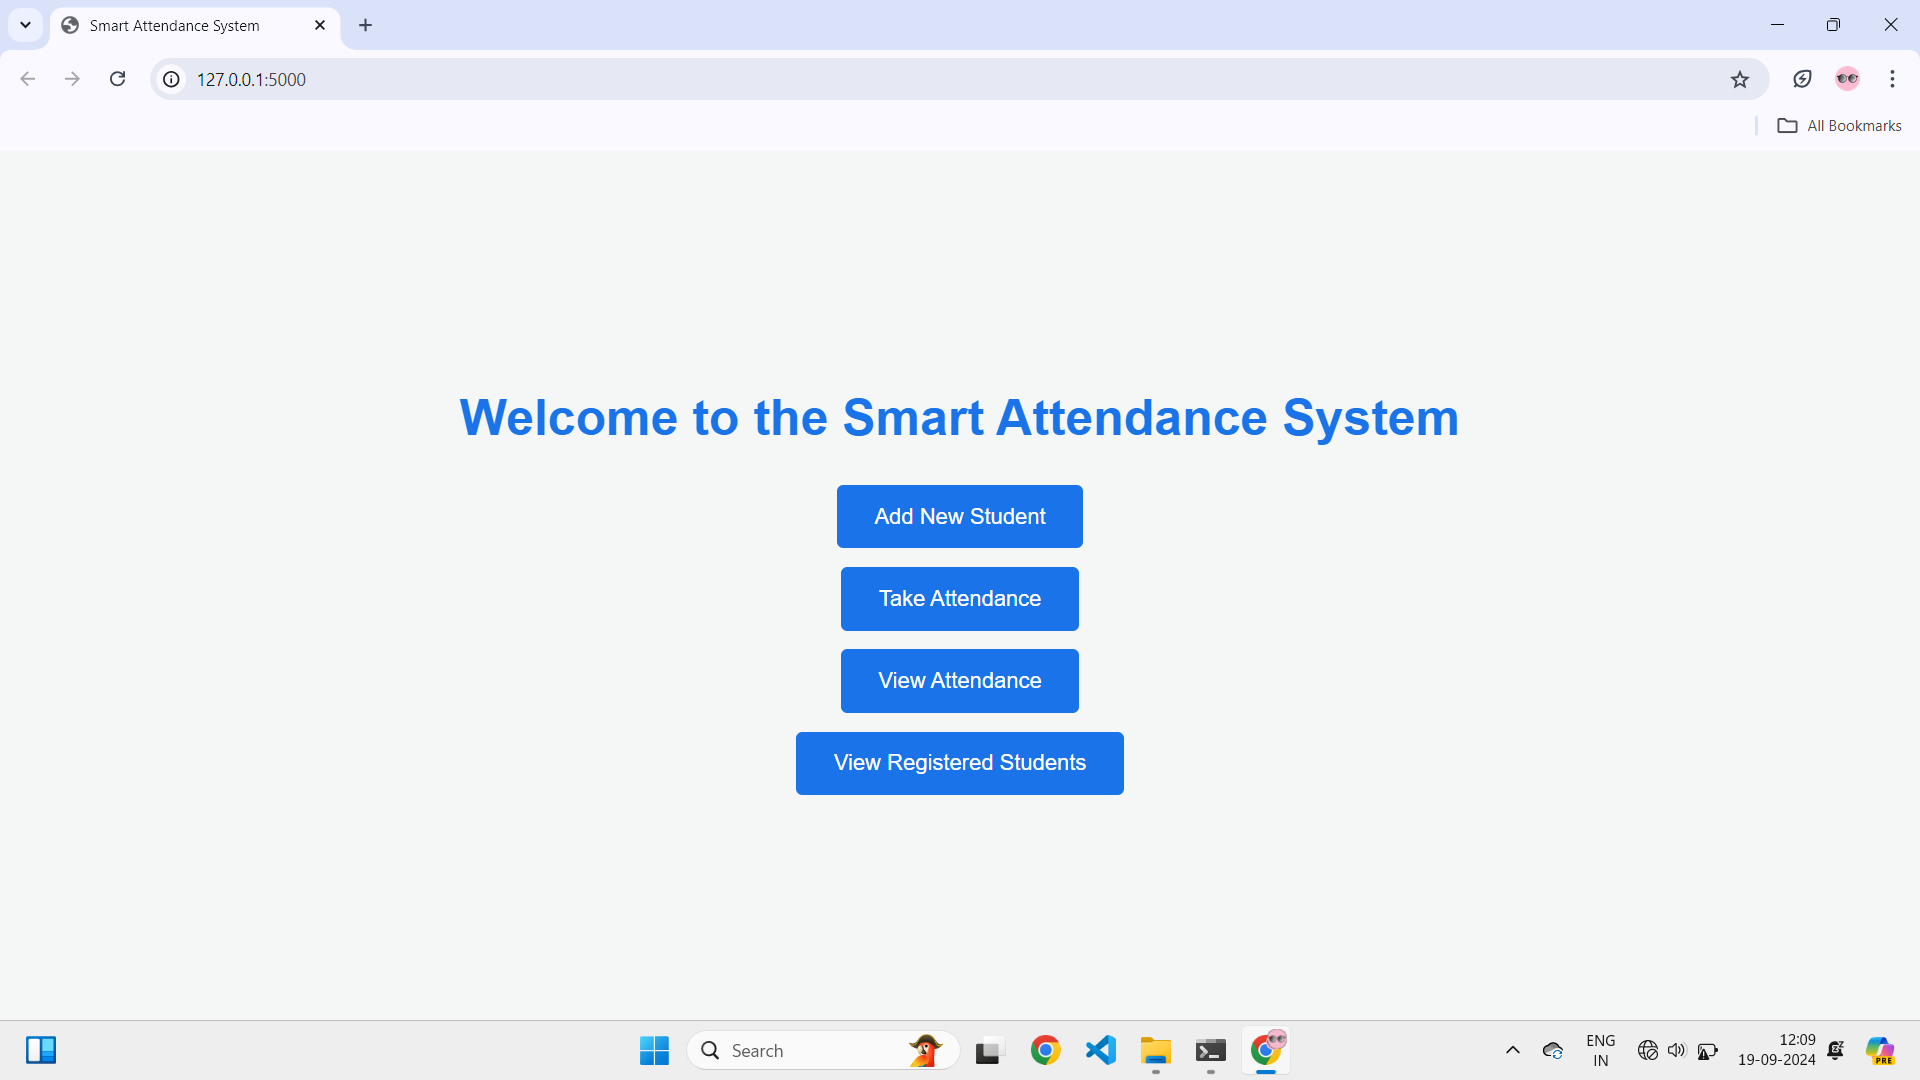 Smart Attendance System
127.0.0.1:5000
All Bookmarks
Welcome to the Smart Attendance System
Add New Student
Take Attendance
View Attendance
View Registered Students
Search
ENG
IN
12:09
19-09-2024
PRE